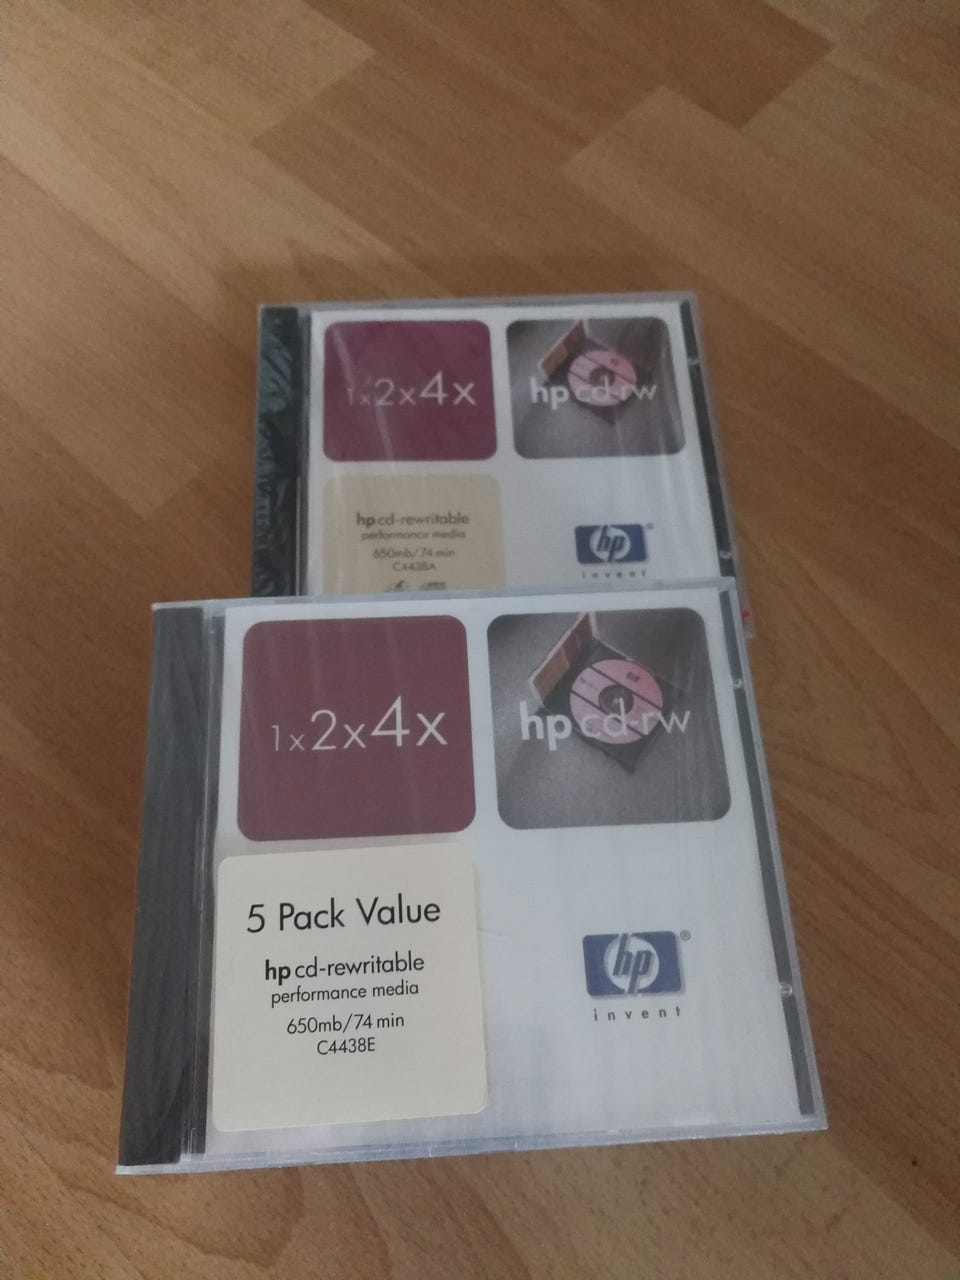 1x2x4x
hp cd-rw
hp cd-rewritable
performance media
650mb/74 min
C4438A
hp®
invent
1x2x4x
hp cd-rw
5 Pack Value
hp cd-rewritable
performance media
650mb/74 min
C4438E
hp®
invent